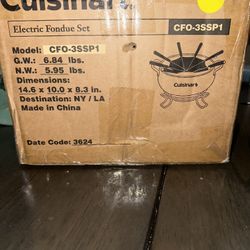 Cuisinart
Electric Fondue Set
CFO-3SSP1
Model: CFO-3SSP1
G.W.: 6.84 lbs.
N.W.: 5.95 lbs.
Dimensions:
14.6 x 10.0 x 8.3 in.
Destination: NY / LA
Made in China
Date Code: 3624
Cuisinart